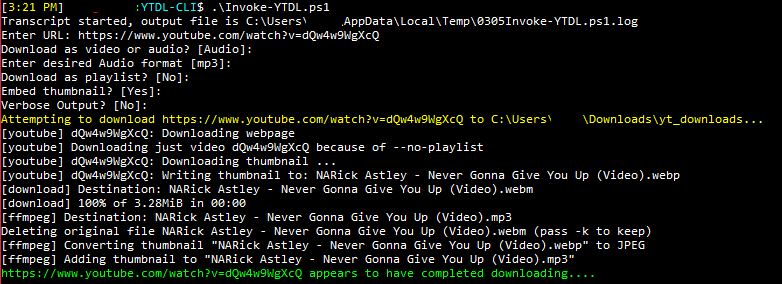 [3:21 PM] :YTDL-CLI$ .\Invoke-YTDL.ps1
Transcript started, output file is C:\Users\ AppData\Local\Temp\0305Invoke-YTDL.ps1.log
Enter URL: https://www.youtube.com/watch?v=dQw4w9WgXcQ
Download as video or audio? [Audio]:
Enter desired Audio format [mp3]:
Download as playlist? [No]:
Embed thumbnail? [Yes]:
Verbose Output? [No]:
Attempting to download https://www.youtube.com/watch?v=dQw4w9WgXcQ to C:\Users\ \Downloads\yt_downloads...
[youtube] dQw4w9WgXcQ: Downloading webpage
[youtube] Downloading just video dQw4w9WgXcQ because of --no-playlist
[youtube] dQw4w9WgXcQ: Downloading thumbnail ...
[youtube] dQw4w9WgXcQ: Writing thumbnail to: NARick Astley - Never Gonna Give You Up (Video).webp
[download] Destination: NARick Astley - Never Gonna Give You Up (Video).webm
[download] 100% of 3.28MiB in 00:00
[ffmpeg] Destination: NARick Astley - Never Gonna Give You Up (Video).mp3
Deleting original file NARick Astley - Never Gonna Give You Up (Video).webm (pass -k to keep)
[ffmpeg] Converting thumbnail "NARick Astley - Never Gonna Give You Up (Video).webp" to JPEG
[ffmpeg] Adding thumbnail to "NARick Astley - Never Gonna Give You Up (Video).mp3"
https://www.youtube.com/watch?v=dQw4w9WgXcQ appears to have completed downloading....